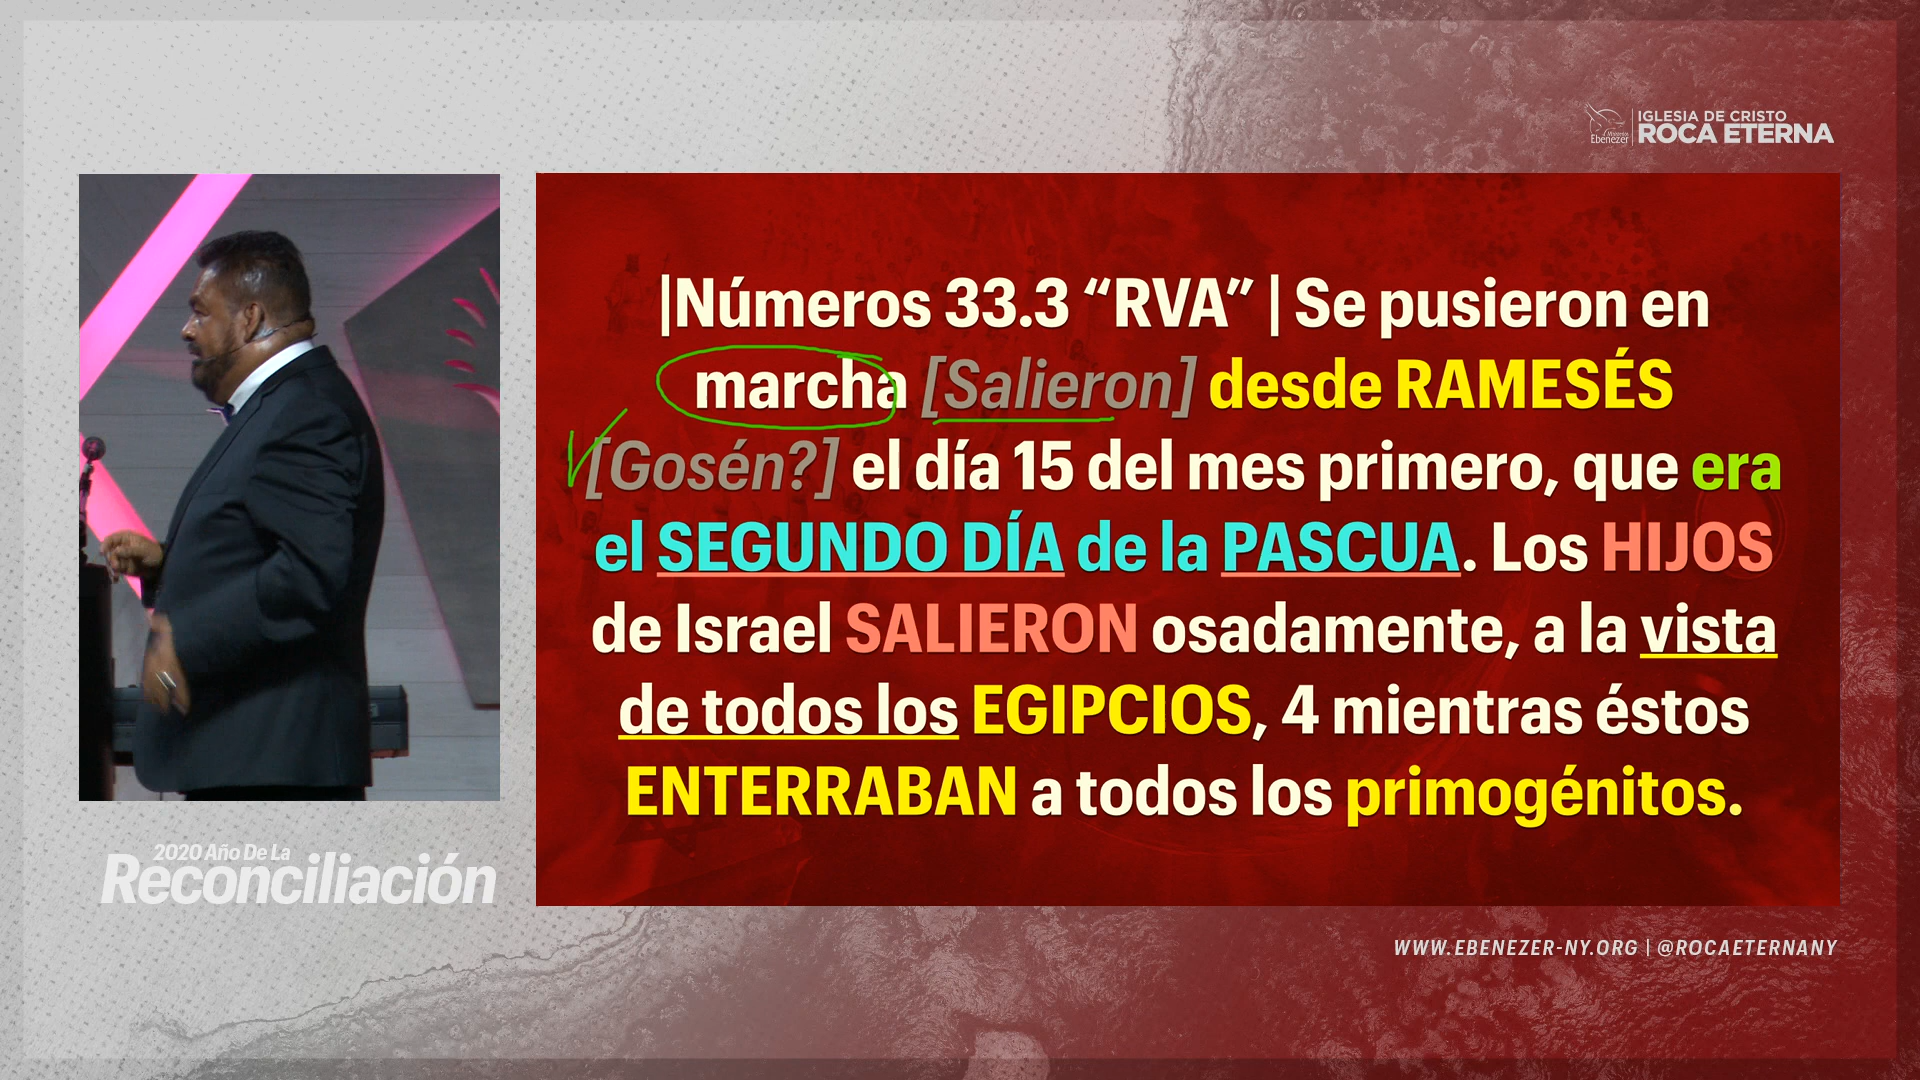 IGLESIA DE CRISTO
ROCA ETERNA
Ministerios
Ebenezer
|Números 33.3 “RVA” | Se pusieron en
marcha [Salieron] desde RAMESÉS
[Gosén?] el día 15 del mes primero, que era
el SEGUNDO DÍA de la PASCUA. Los HIJOS
de Israel SALIERON osadamente, a la vista
de todos los EGIPCIOS, 4 mientras éstos
ENTERRABAN a todos los primogénitos.
2020 Año De La
Reconciliación
WWW.EBENEZER-NY.ORG | @ROCAETERNANY